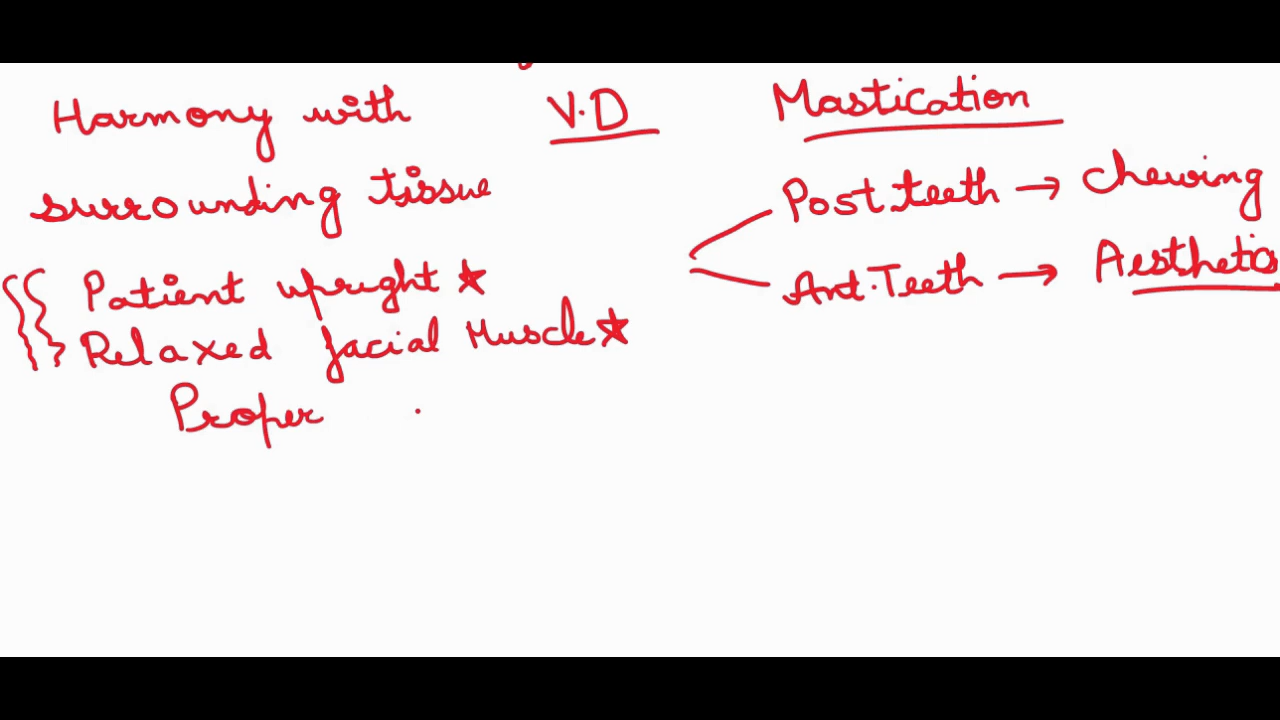 Harmony with
surrounding tissue
V.D
Patient upright ★
Relaxed facial Muscle ★
Proper
Mastication
Post.teeth → chewing
Ant.Teeth → Aesthetics